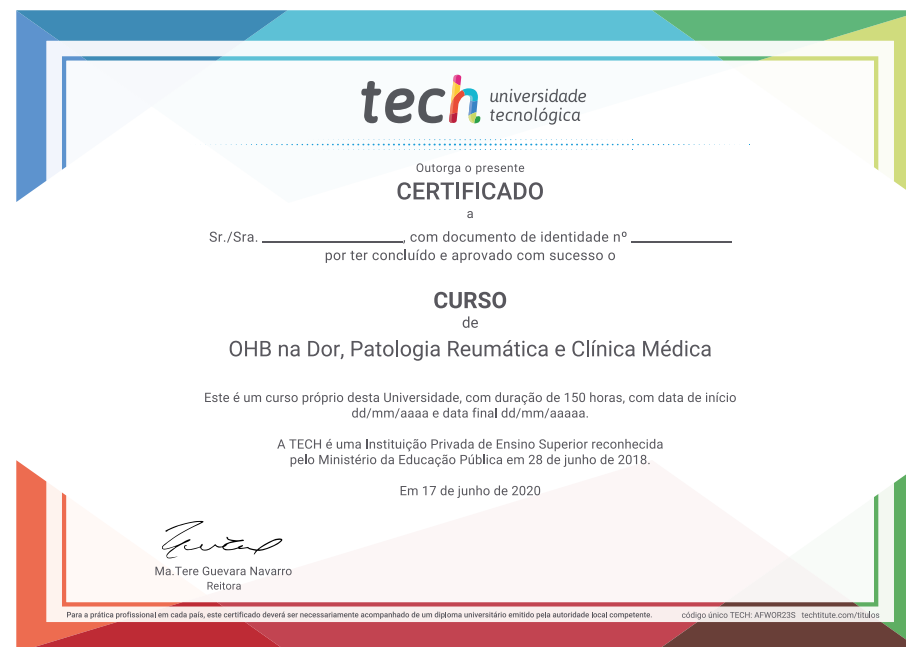 tech universidade
tecnológica
Outorga o presente
CERTIFICADO
a
Sr./Sra. ____________________, com documento de identidade nº ______________
por ter concluído e aprovado com sucesso o
CURSO
de
OHB na Dor, Patologia Reumática e Clínica Médica
Este é um curso próprio desta Universidade, com duração de 150 horas, com data de início
dd/mm/aaaa e data final dd/mm/aaaaa.
A TECH é uma Instituição Privada de Ensino Superior reconhecida
pelo Ministério da Educação Pública em 28 de junho de 2018.
Em 17 de junho de 2020
Ma.Tere Guevara Navarro
Reitora
Para a prática profissional em cada país, este certificado deverá ser necessariamente acompanhado de um diploma universitário emitido pela autoridade local competente. código único TECH: AFWOR23S techtitute.com/titulos